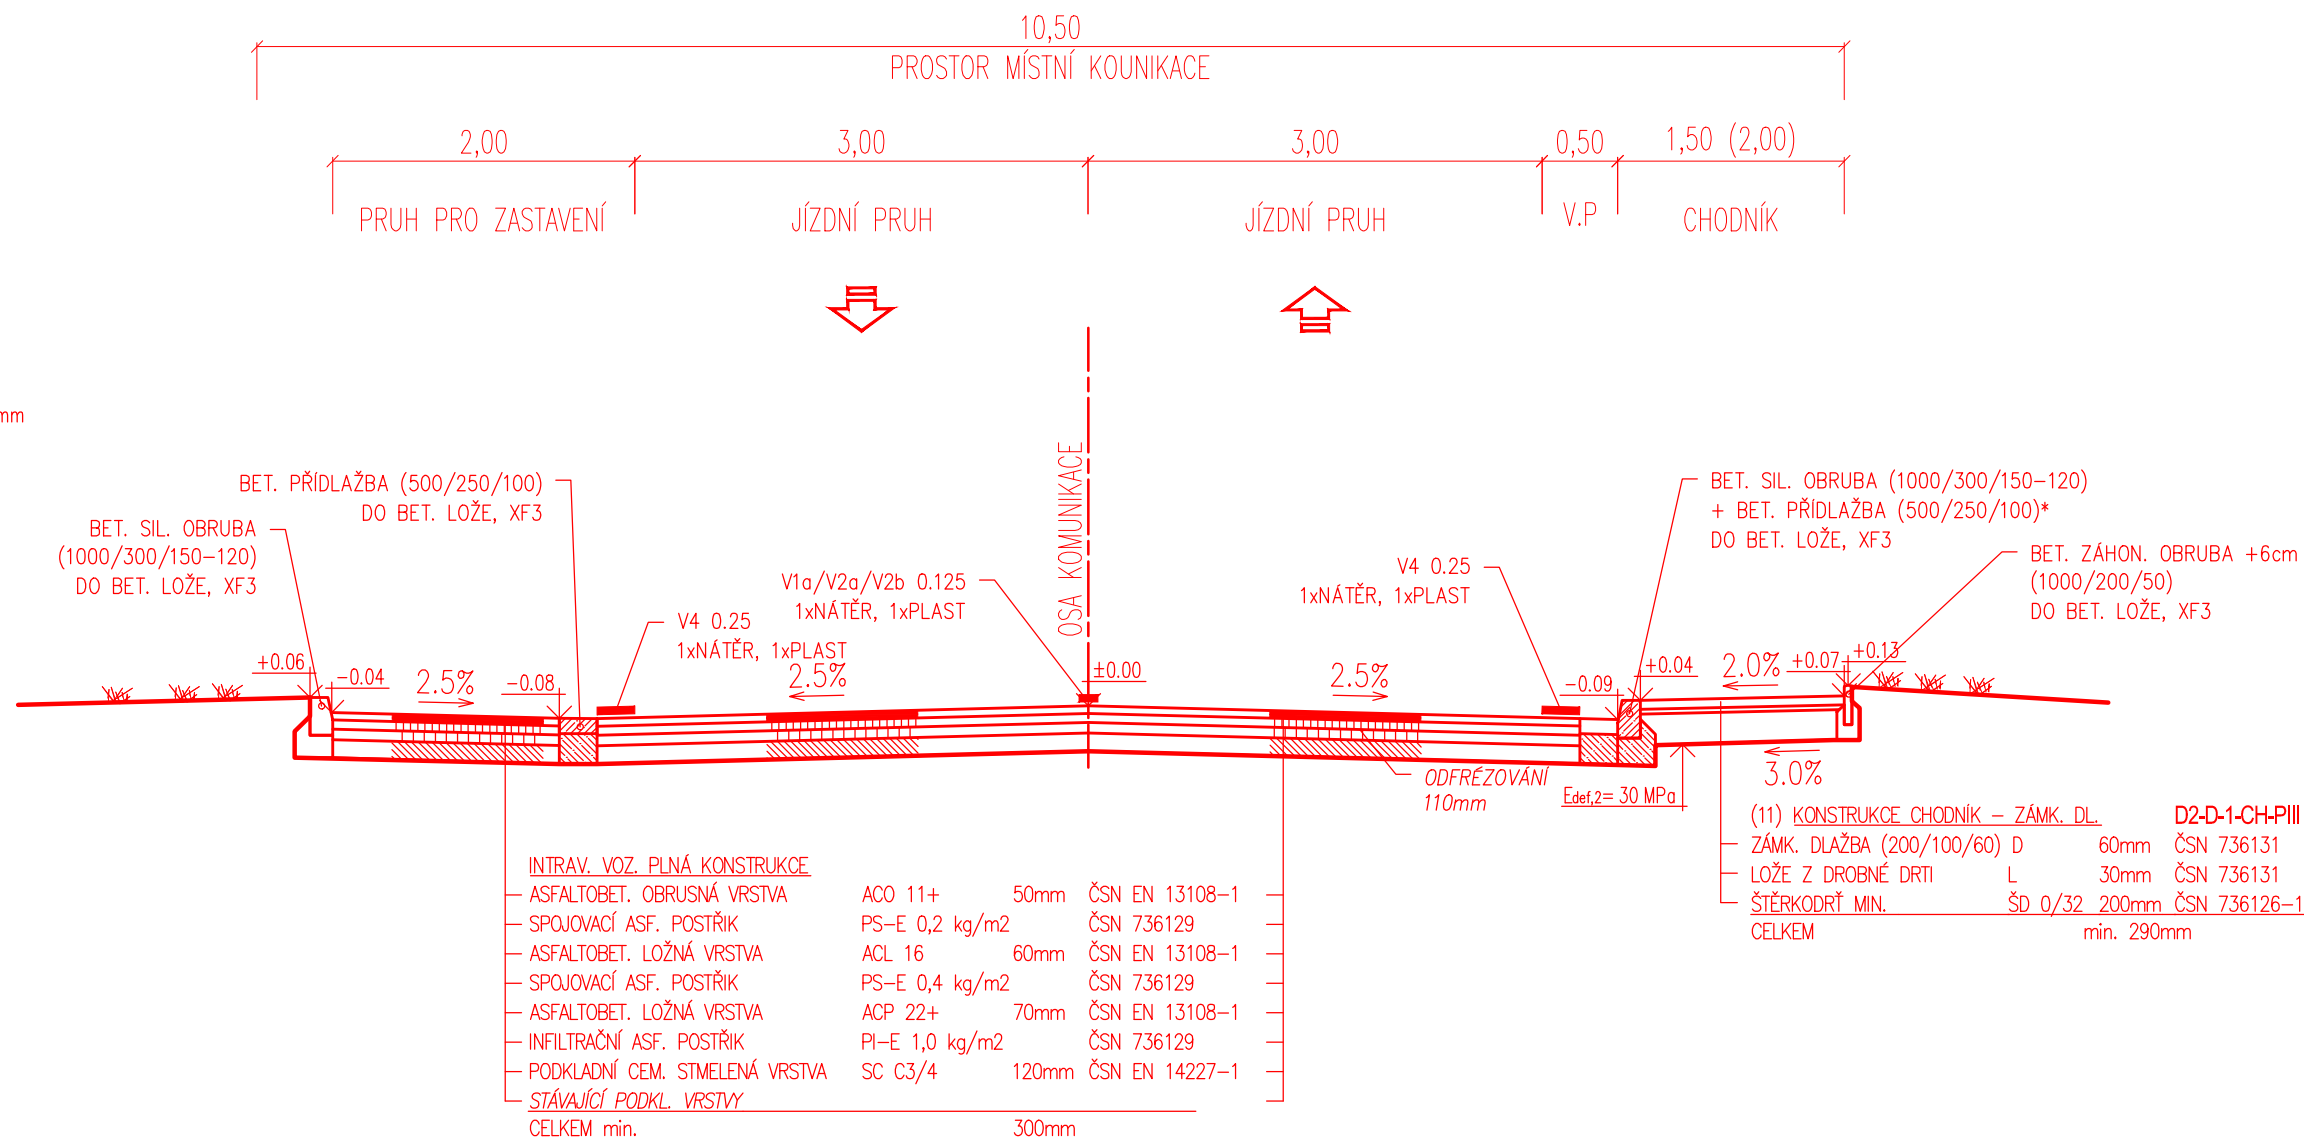 10,50
PROSTOR MÍSTNÍ KOUNIKACE
2,00
3,00
3,00
0,50
1,50 (2,00)
PRUH PRO ZASTAVENÍ
JÍZDNÍ PRUH
JÍZDNÍ PRUH
V.P
CHODNÍK
mm
OSA KOMUNIKACE
BET. PŘÍDLAŽBA (500/250/100)
DO BET. LOŽE, XF3
BET. SIL. OBRUBA
(1000/300/150-120)
DO BET. LOŽE, XF3
V4 0.25
1xNÁTĚR, 1xPLAST
V1a/V2a/V2b 0.125
1xNÁTĚR, 1xPLAST
V4 0.25
1xNÁTĚR, 1xPLAST
BET. SIL. OBRUBA (1000/300/150-120)
+ BET. PŘÍDLAŽBA (500/250/100)*
DO BET. LOŽE, XF3
BET. ZÁHON. OBRUBA +6cm
(1000/200/50)
DO BET. LOŽE, XF3
+0.06
-0.04
2.5%
-0.08
2.5%
±0.00
2.5%
-0.09
+0.04
2.0%
+0.07
+0.13
3.0%
ODFRÉZOVÁNÍ
110mm
Edef,2= 30 MPa
(11) KONSTRUKCE CHODNÍK - ZÁMK. DL. D2-D-1-CH-PIII
ZÁMK. DLAŽBA (200/100/60) D 60mm ČSN 736131
LOŽE Z DROBNÉ DRTI L 30mm ČSN 736131
ŠTĚRKODRŤ MIN. ŠD 0/32 200mm ČSN 736126-1
CELKEM min. 290mm
INTRAV. VOZ. PLNÁ KONSTRUKCE
ASFALTOBET. OBRUSNÁ VRSTVA ACO 11+ 50mm ČSN EN 13108-1
SPOJOVACÍ ASF. POSTŘIK PS-E 0,2 kg/m2 ČSN 736129
ASFALTOBET. LOŽNÁ VRSTVA ACL 16 60mm ČSN EN 13108-1
SPOJOVACÍ ASF. POSTŘIK PS-E 0,4 kg/m2 ČSN 736129
ASFALTOBET. LOŽNÁ VRSTVA ACP 22+ 70mm ČSN EN 13108-1
INFILTRAČNÍ ASF. POSTŘIK PI-E 1,0 kg/m2 ČSN 736129
PODKLADNÍ CEM. STMELENÁ VRSTVA SC C3/4 120mm ČSN EN 14227-1
STÁVAJÍCÍ PODKL. VRSTVY
CELKEM min. 300mm